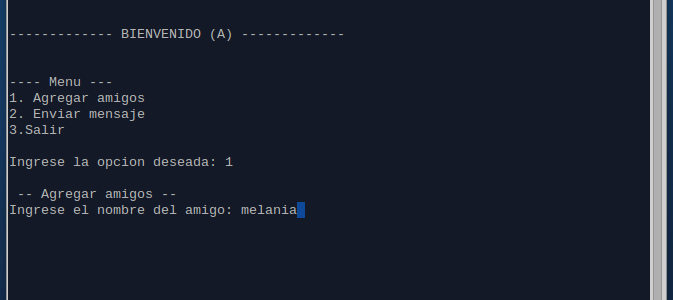 ------------- BIENVENIDO (A) -------------
---- Menu ---
1. Agregar amigos
2. Enviar mensaje
3.Salir
Ingrese la opcion deseada: 1
-- Agregar amigos --
Ingrese el nombre del amigo: melania